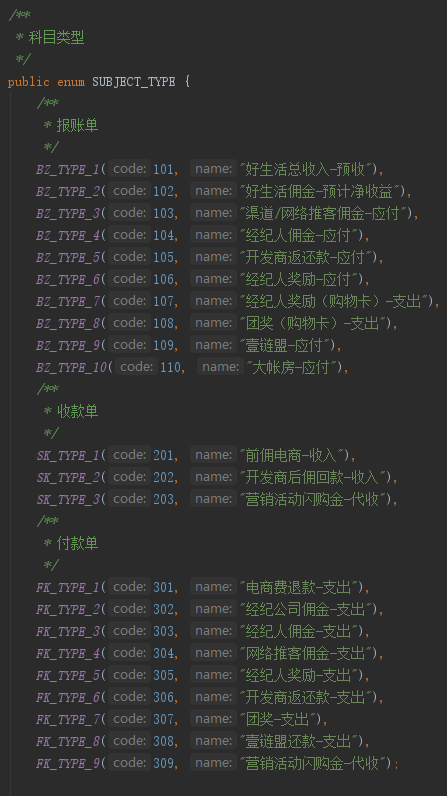 /**
 * 科目类型
 */
public enum SUBJECT_TYPE {
    /**
     * 报账单
     */
    BZ_TYPE_1( code: 101, name: "好生活总收入-预收"),
    BZ_TYPE_2( code: 102, name: "好生活佣金-预计净收益"),
    BZ_TYPE_3( code: 103, name: "渠道/网络推客佣金-应付"),
    BZ_TYPE_4( code: 104, name: "经纪人佣金-应付"),
    BZ_TYPE_5( code: 105, name: "开发商返还款-应付"),
    BZ_TYPE_6( code: 106, name: "经纪人奖励-应付"),
    BZ_TYPE_7( code: 107, name: "经纪人奖励（购物卡）-支出"),
    BZ_TYPE_8( code: 108, name: "团奖（购物卡）-支出"),
    BZ_TYPE_9( code: 109, name: "壹链盟-应付"),
    BZ_TYPE_10( code: 110, name: "大帐房-应付"),
    /**
     * 收款单
     */
    SK_TYPE_1( code: 201, name: "前佣电商-收入"),
    SK_TYPE_2( code: 202, name: "开发商后佣回款-收入"),
    SK_TYPE_3( code: 203, name: "营销活动闪购金-代收"),
    /**
     * 付款单
     */
    FK_TYPE_1( code: 301, name: "电商费退款-支出"),
    FK_TYPE_2( code: 302, name: "经纪公司佣金-支出"),
    FK_TYPE_3( code: 303, name: "经纪人佣金-支出"),
    FK_TYPE_4( code: 304, name: "网络推客佣金-支出"),
    FK_TYPE_5( code: 305, name: "经纪人奖励-支出"),
    FK_TYPE_6( code: 306, name: "开发商返还款-支出"),
    FK_TYPE_7( code: 307, name: "团奖-支出"),
    FK_TYPE_8( code: 308, name: "壹链盟还款-支出"),
    FK_TYPE_9( code: 309, name: "营销活动闪购金-代收");